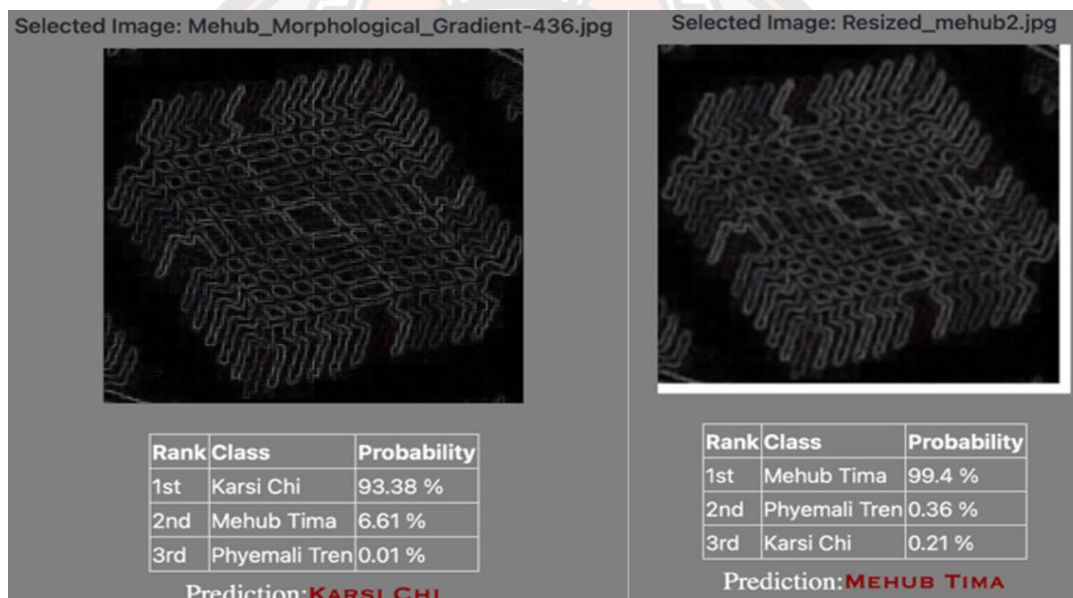 Selected Image: Mehub_Morphological_Gradient-436.jpg
Rank Class Probability
1st Karsi Chi 93.38 %
2nd Mehub Tima 6.61 %
3rd Phyemali Tren 0.01 %
Prediction:KARSI CHI
Selected Image: Resized_mehub2.jpg
Rank Class Probability
1st Mehub Tima 99.4 %
2nd Phyemali Tren 0.36 %
3rd Karsi Chi 0.21 %
Prediction:MEHUB TIMA